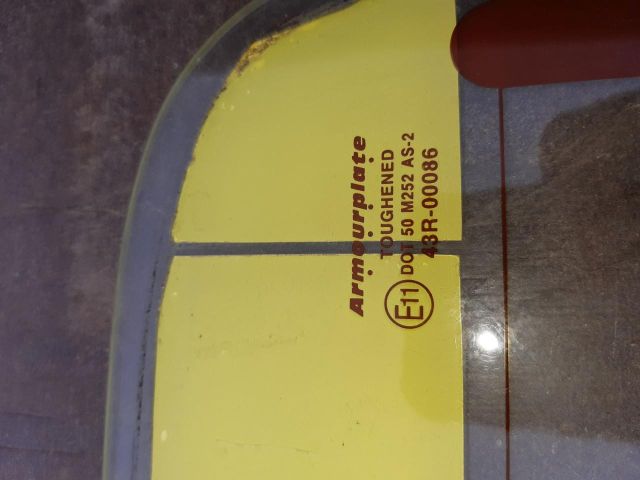 Armourplate
TOUGHENED
DOT 50 M252 AS-2
E11 43R-00086